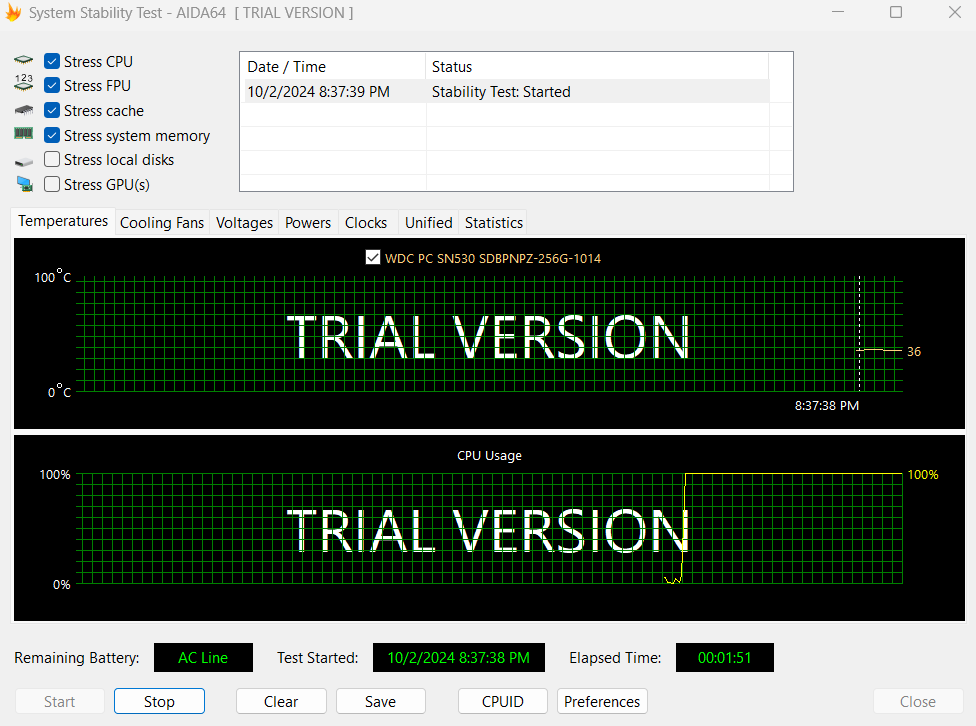 System Stability Test - AIDA64 [ TRIAL VERSION ]
Stress CPU
123
Stress FPU
Stress cache
Stress system memory
Stress local disks
Stress GPU(s)
Date / Time Status
10/2/2024 8:37:39 PM Stability Test: Started
Temperatures Cooling Fans Voltages Powers Clocks Unified Statistics
WDC PC SN530 SDBPNPZ-256G-1014
100°C
TRIAL VERSION
36
0°C
8:37:38 PM
CPU Usage
100% 100%
TRIAL VERSION
0%
Remaining Battery: AC Line Test Started: 10/2/2024 8:37:38 PM Elapsed Time: 00:01:51
Start Stop Clear Save CPUID Preferences Close